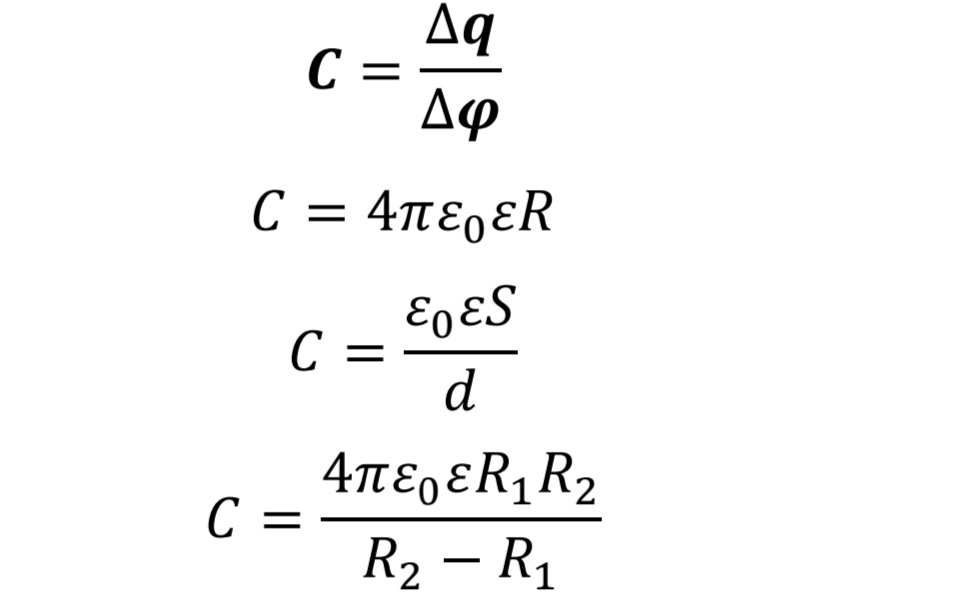 C = Δq / Δφ
C = 4πε₀εR
C = ε₀εS / d
C = 4πε₀εR₁R₂ / R₂ − R₁